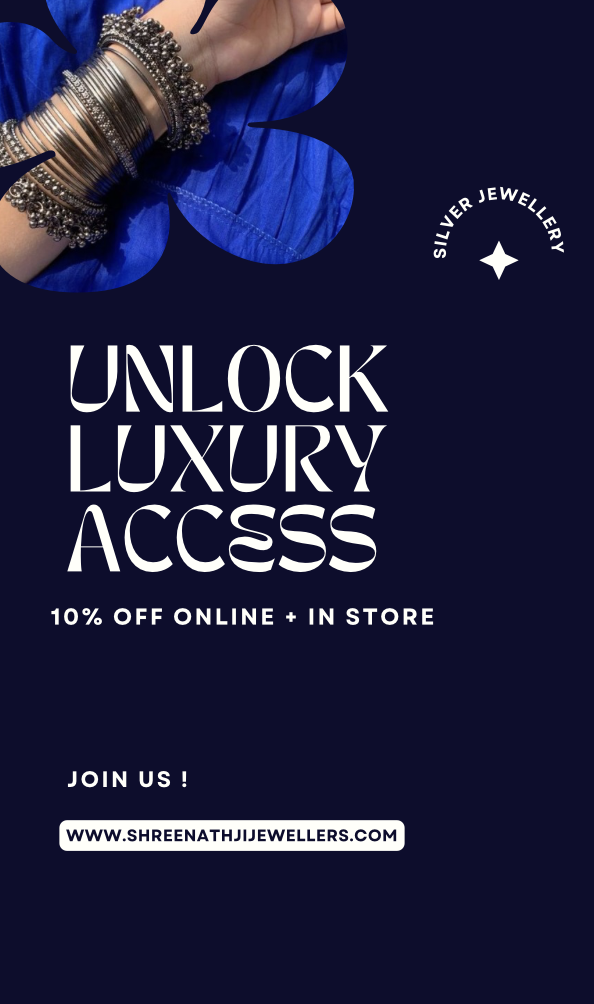 SILVER JEWELLERY
UNLOCK
LUXURY
ACCESS
10% OFF ONLINE + IN STORE
JOIN US !
WWW.SHREENATHJIJEWELLERS.COM